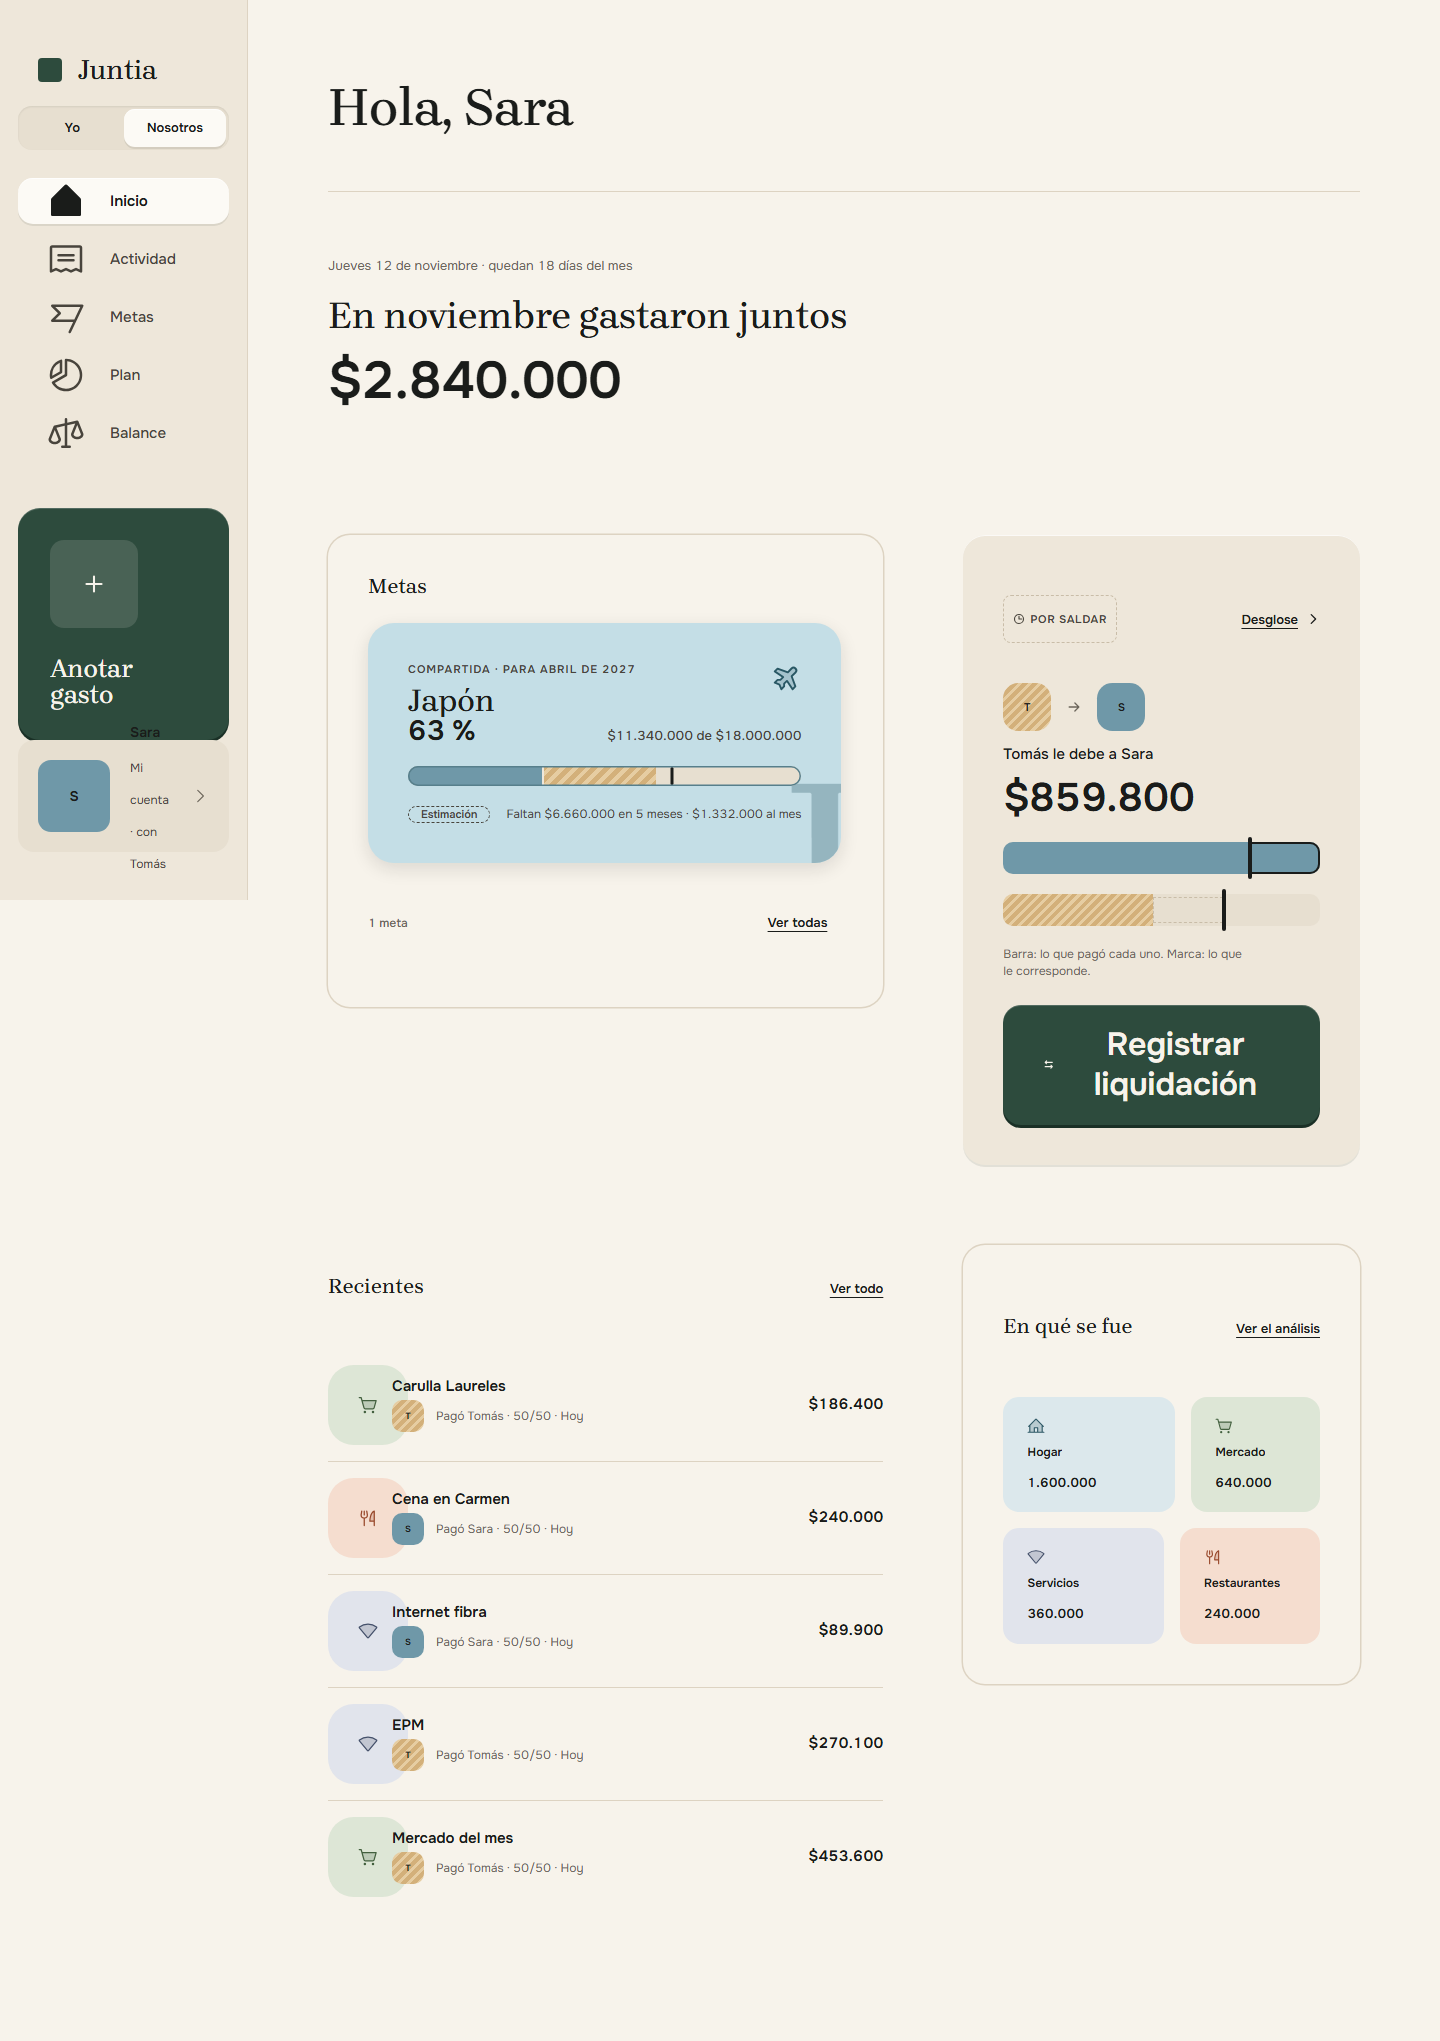 Juntia
Yo
Nosotros
Inicio
Actividad
Metas
Plan
Balance
+
Anotar
gasto
S
Sara
Mi
cuenta
· con
Tomás
Hola, Sara
Jueves 12 de noviembre · quedan 18 días del mes
En noviembre gastaron juntos
$2.840.000
Metas
COMPARTIDA · PARA ABRIL DE 2027
Japón
63 %
$11.340.000 de $18.000.000
Estimación
Faltan $6.660.000 en 5 meses · $1.332.000 al mes
1 meta
Ver todas
POR SALDAR
Desglose
T
S
Tomás le debe a Sara
$859.800
Barra: lo que pagó cada uno. Marca: lo que
le corresponde.
Registrar
liquidación
Recientes
Ver todo
Carulla Laureles
T
Pagó Tomás · 50/50 · Hoy
$186.400
Cena en Carmen
S
Pagó Sara · 50/50 · Hoy
$240.000
Internet fibra
S
Pagó Sara · 50/50 · Hoy
$89.900
EPM
T
Pagó Tomás · 50/50 · Hoy
$270.100
Mercado del mes
T
Pagó Tomás · 50/50 · Hoy
$453.600
En qué se fue
Ver el análisis
Hogar
1.600.000
Mercado
640.000
Servicios
360.000
Restaurantes
240.000